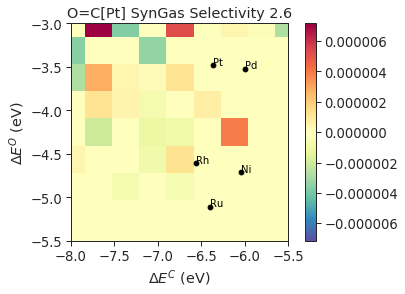 O=C[Pt] SynGas Selectivity 2.6
−3.0
−3.5
−4.0
−4.5
−5.0
−5.5
ΔE^O (eV)
Pt
Pd
Rh
Ni
Ru
−8.0 −7.5 −7.0 −6.5 −6.0 −5.5
ΔE^C (eV)
0.000006
0.000004
0.000002
0.000000
−0.000002
−0.000004
−0.000006